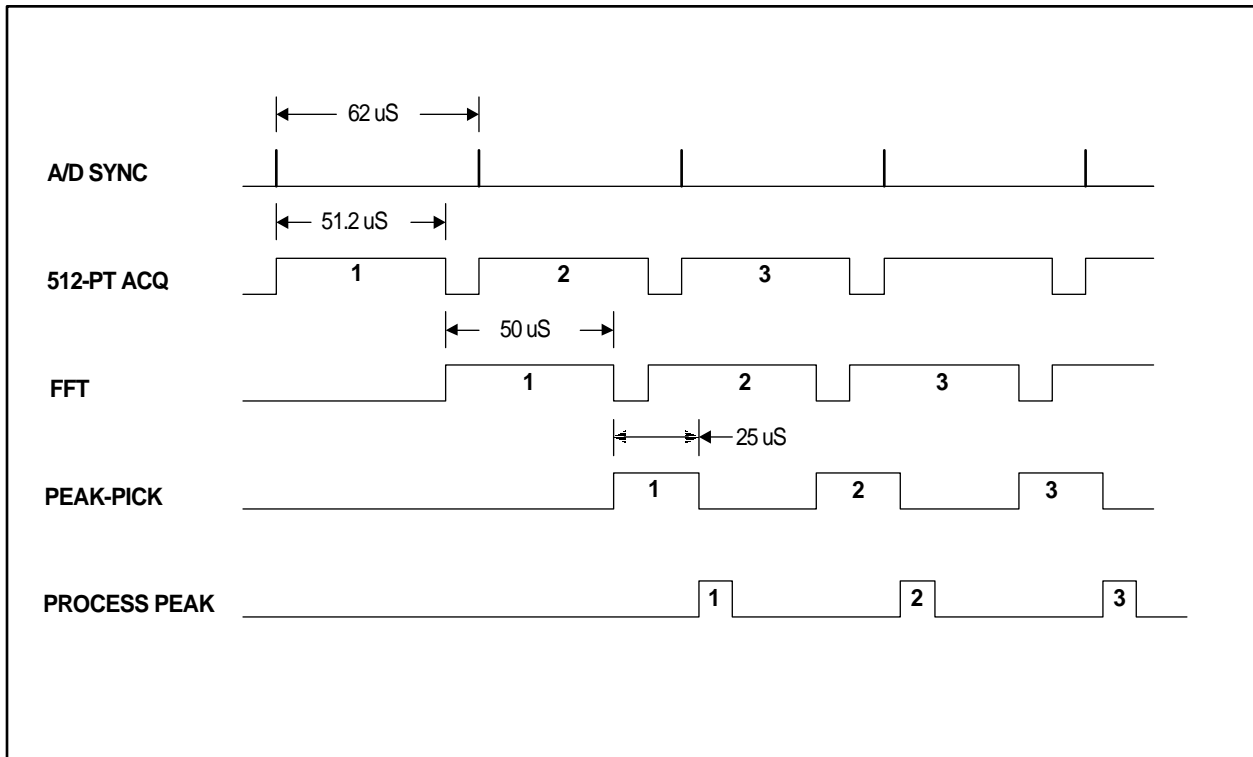 62 uS
A/D SYNC
51.2 uS
512-PT ACQ
1
2
3
50 uS
FFT
1
2
3
25 uS
PEAK-PICK
1
2
3
PROCESS PEAK
1
2
3